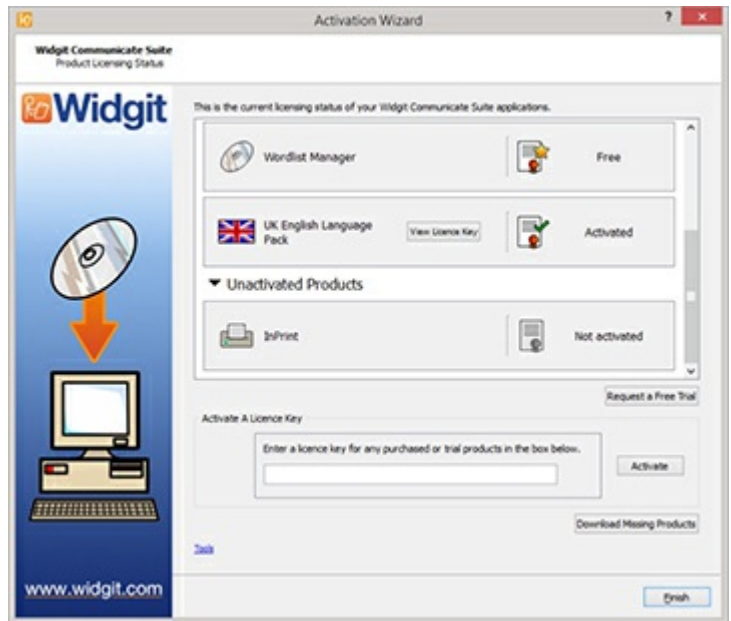 Activation Wizard
?
Widgit Communicate Suite
Product Licensing Status
Widgit
This is the current licensing status of your Widgit Communicate Suite applications.
Wordlist Manager
Free
UK English Language
Pack
View Licence Key
Activated
Unactivated Products
InPrint
Not activated
Request a Free Trial
Activate A Licence Key
Enter a licence key for any purchased or trial products in the box below.
Activate
Download Missing Products
Tools
www.widgit.com
Finish